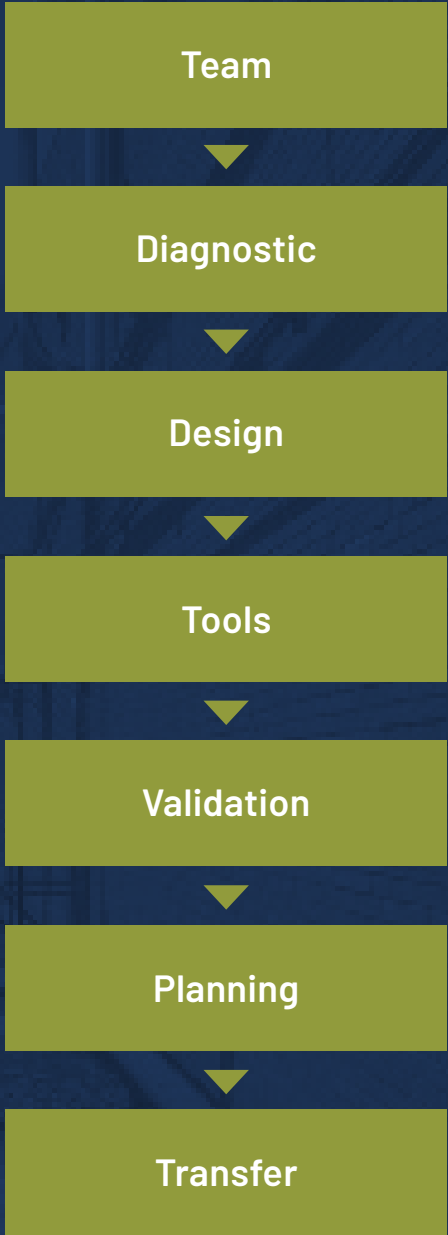 Team
Diagnostic
Design
Tools
Validation
Planning
Transfer